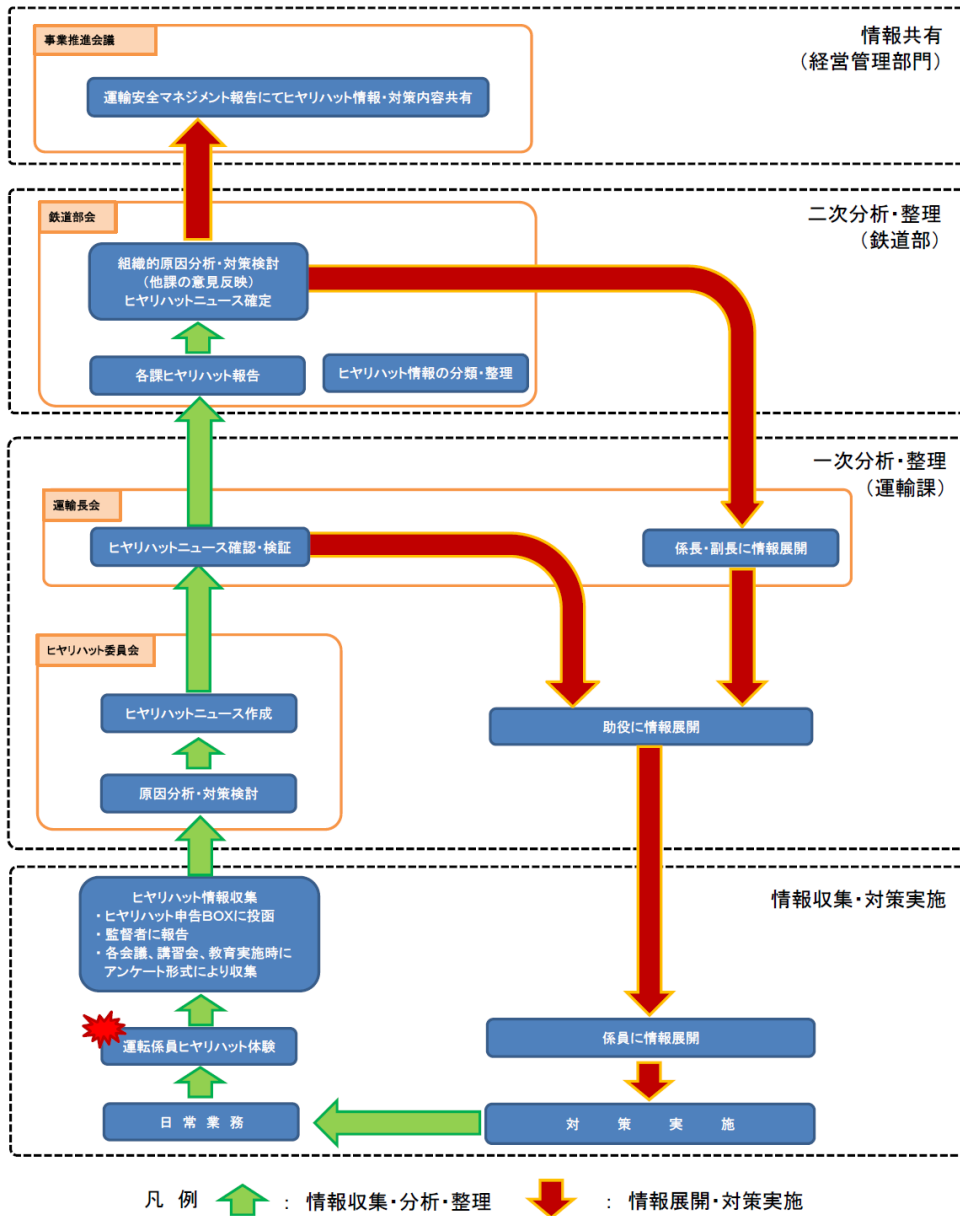 事業推進会議
情報共有
（経営管理部門）
運輸安全マネジメント報告にてヒヤリハット情報・対策内容共有
鉄道部会
二次分析・整理
（鉄道部）
組織的原因分析・対策検討
（他課の意見反映）
ヒヤリハットニュース確定
各課ヒヤリハット報告
ヒヤリハット情報の分類・整理
一次分析・整理
（運輸課）
運輸長会
ヒヤリハットニュース確認・検証
係長・副長に情報展開
ヒヤリハット委員会
ヒヤリハットニュース作成
助役に情報展開
原因分析・対策検討
情報収集・対策実施
ヒヤリハット情報収集
・ヒヤリハット申告BOXに投函
・監督者に報告
・各会議、講習会、教育実施時に
アンケート形式により収集
運転係員ヒヤリハット体験
係員に情報展開
日常業務
対策実施
凡例 ： 情報収集・分析・整理 ： 情報展開・対策実施